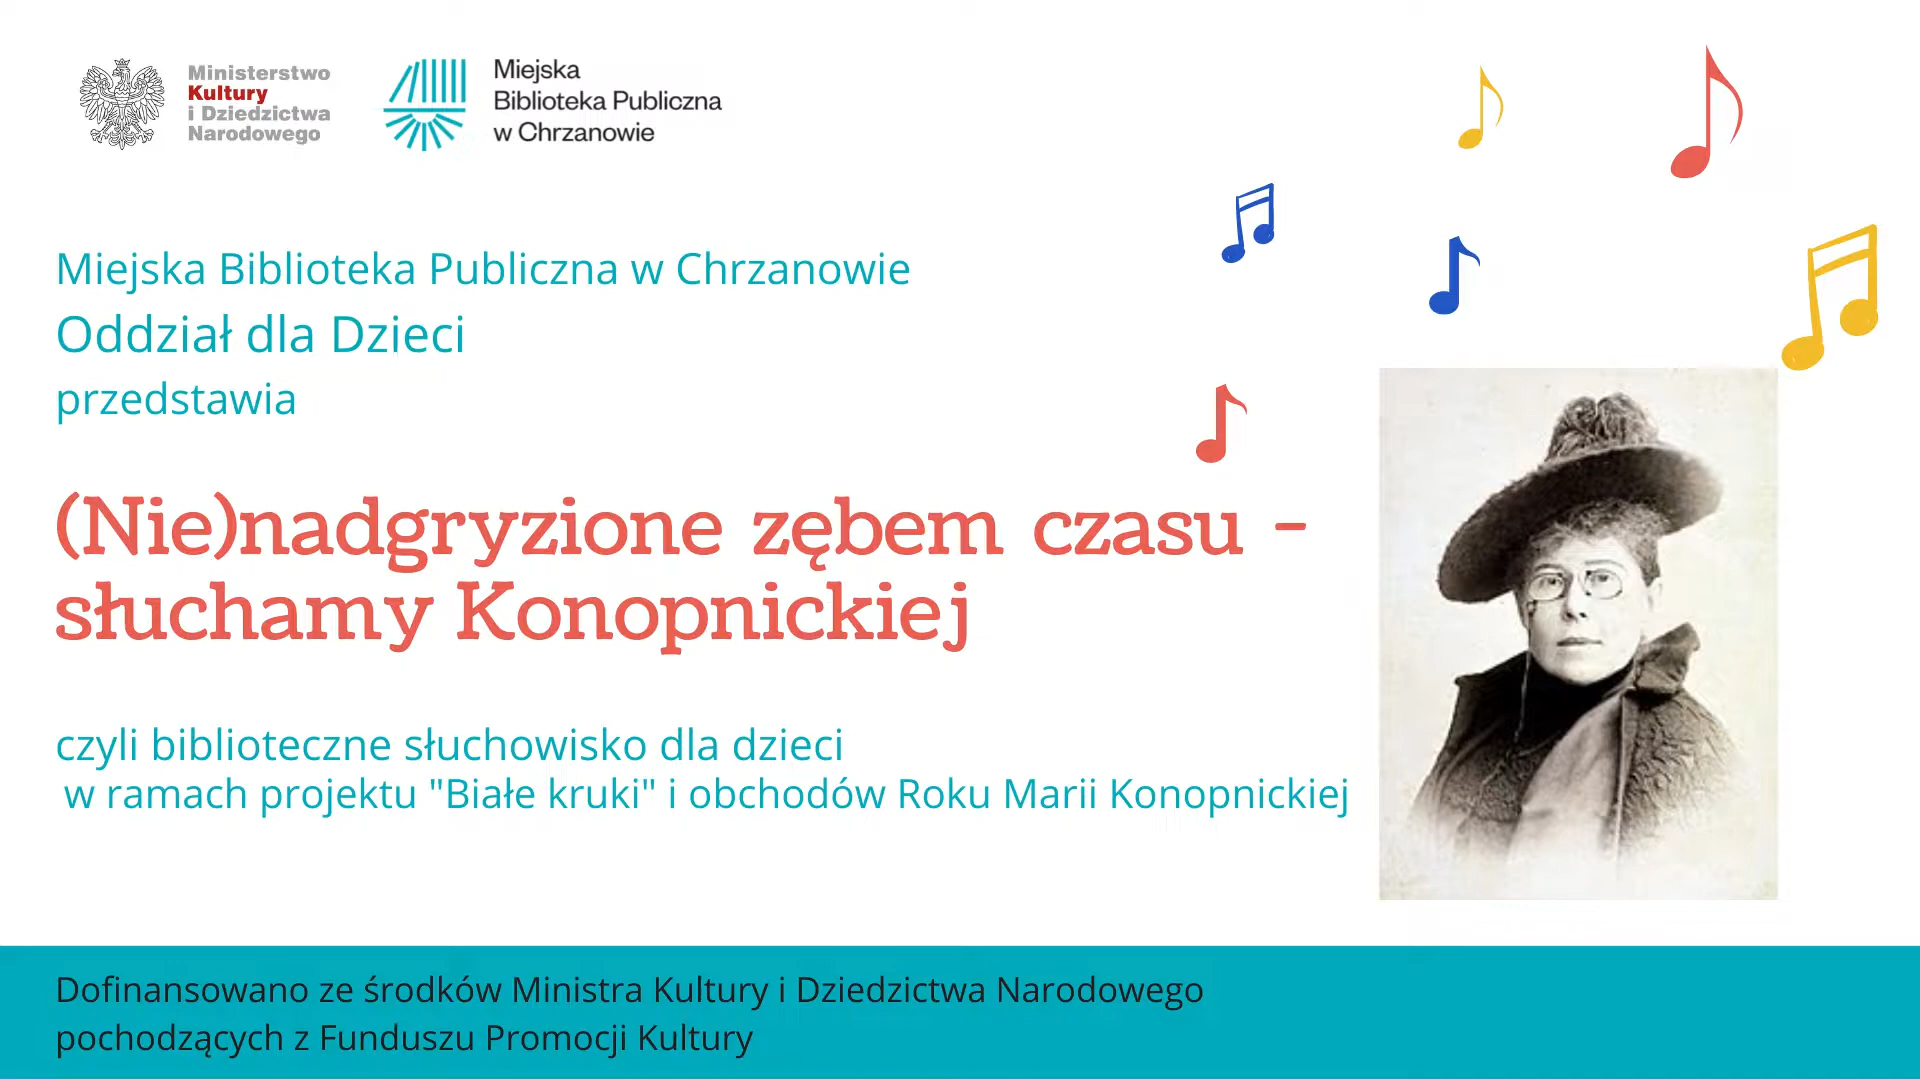 Ministerstwo
Kultury
i Dziedzictwa
Narodowego
Miejska
Biblioteka Publiczna
w Chrzanowie
Miejska Biblioteka Publiczna w Chrzanowie
Oddział dla Dzieci
przedstawia
(Nie)nadgryzione zębem czasu -
słuchamy Konopnickiej
czyli biblioteczne słuchowisko dla dzieci
w ramach projektu "Białe kruki" i obchodów Roku Marii Konopnickiej
Dofinansowano ze środków Ministra Kultury i Dziedzictwa Narodowego
pochodzących z Funduszu Promocji Kultury